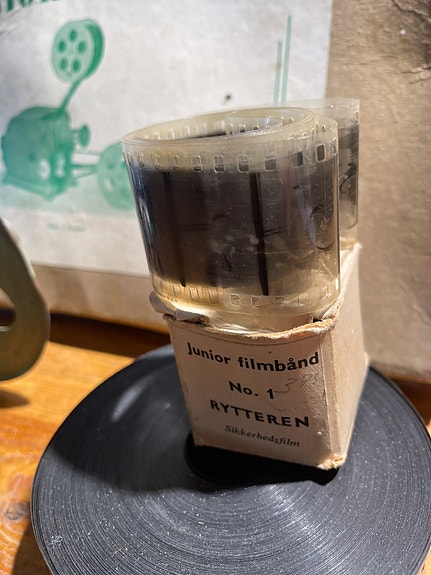 Junior filmbånd
No. 1
RYTTEREN
Sikkerhedsfilm